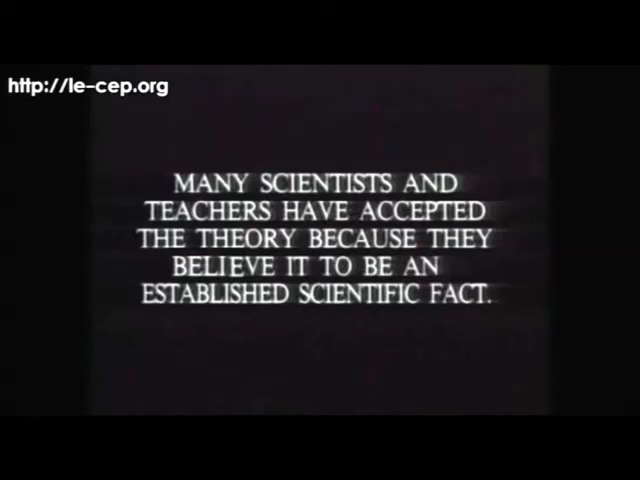 http://le-cep.org
MANY SCIENTISTS AND
TEACHERS HAVE ACCEPTED
THE THEORY BECAUSE THEY
BELIEVE IT TO BE AN
ESTABLISHED SCIENTIFIC FACT.